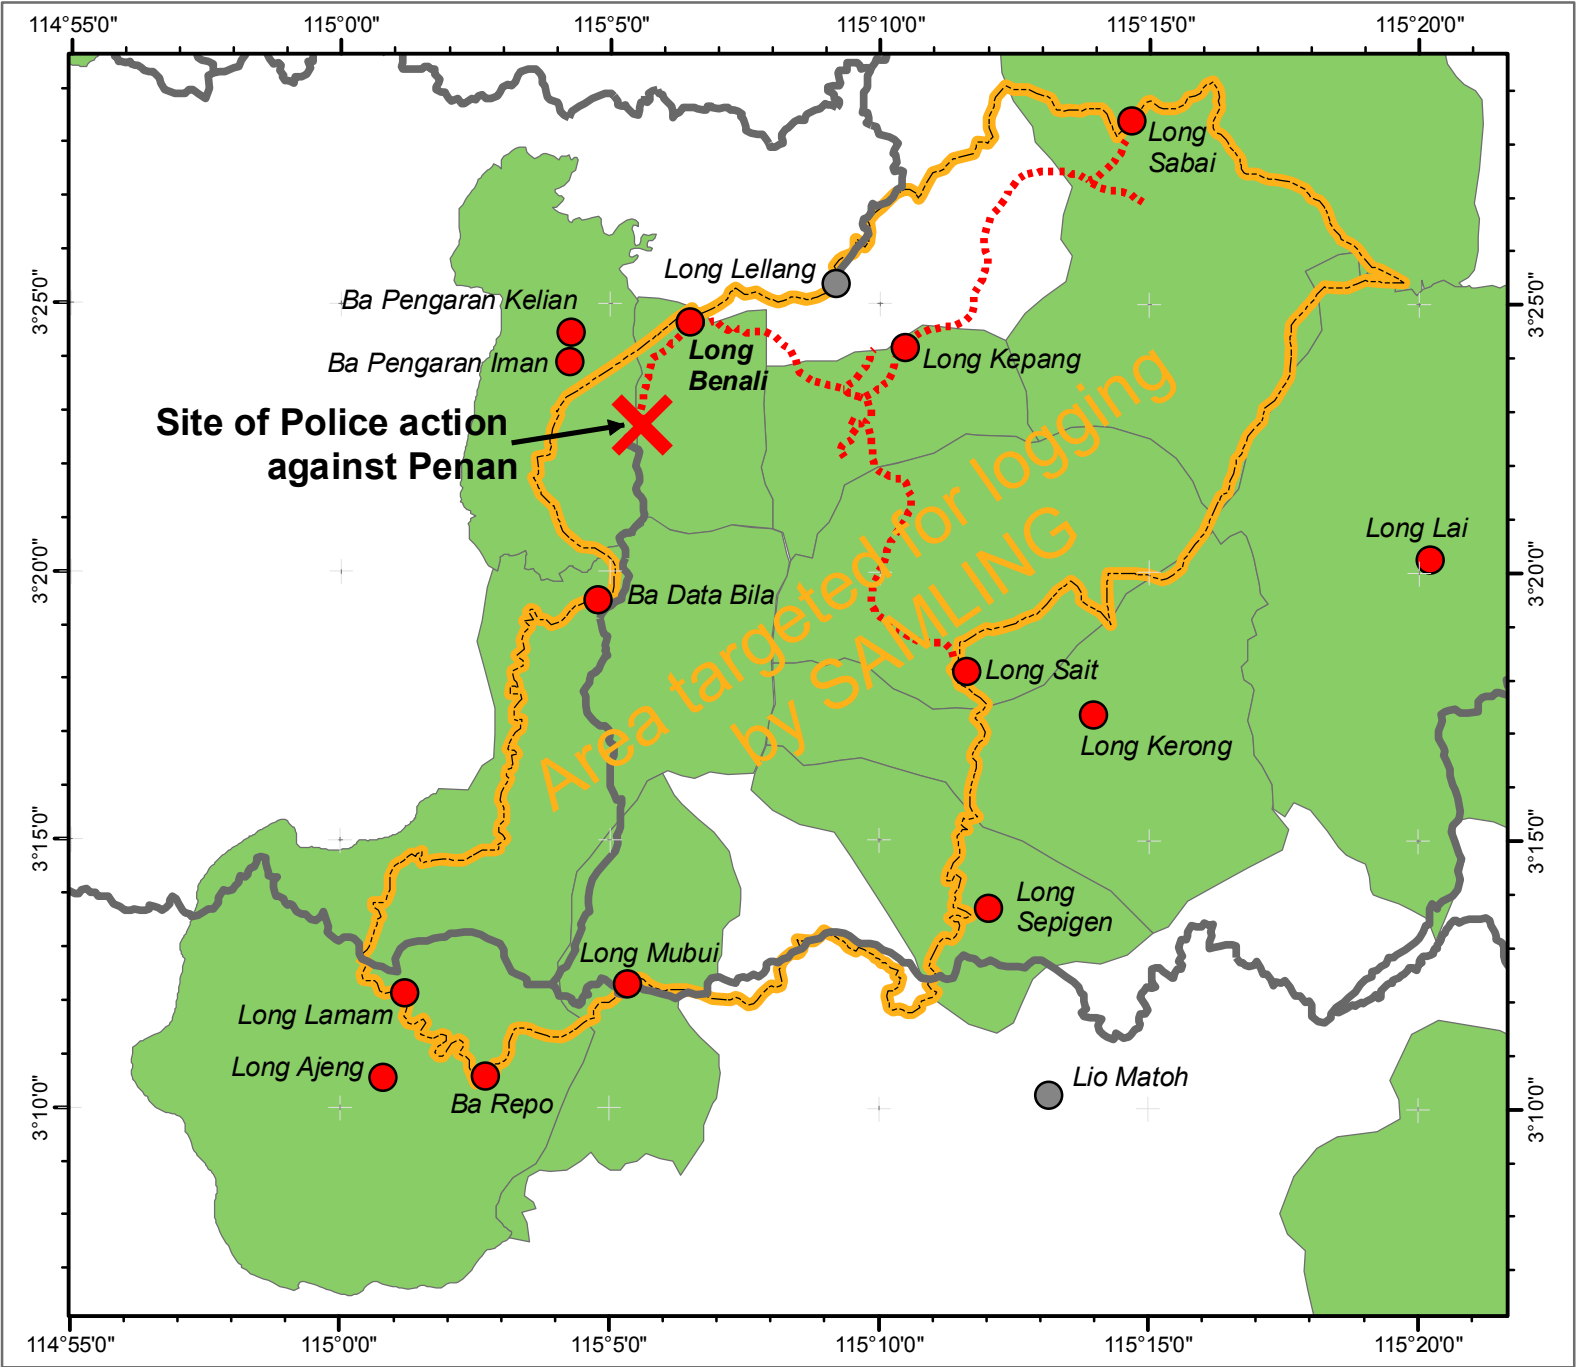 114°55'0"
115°0'0"
115°5'0"
115°10'0"
115°15'0"
115°20'0"
Long
Sabai
Long Lellang
3°25'0"
3°25'0"
Ba Pengaran Kelian
Ba Pengaran Iman
Long
Benali
Long Kepang
Site of Police action
against Penan
Area targeted for logging
by SAMLING
Long Lai
3°20'0"
3°20'0"
Ba Data Bila
Long Sait
Long Kerong
3°15'0"
3°15'0"
Long
Sepigen
Long Mubui
Long Lamam
Long Ajeng
Ba Repo
Lio Matoh
3°10'0"
3°10'0"
114°55'0"
115°0'0"
115°5'0"
115°10'0"
115°15'0"
115°20'0"